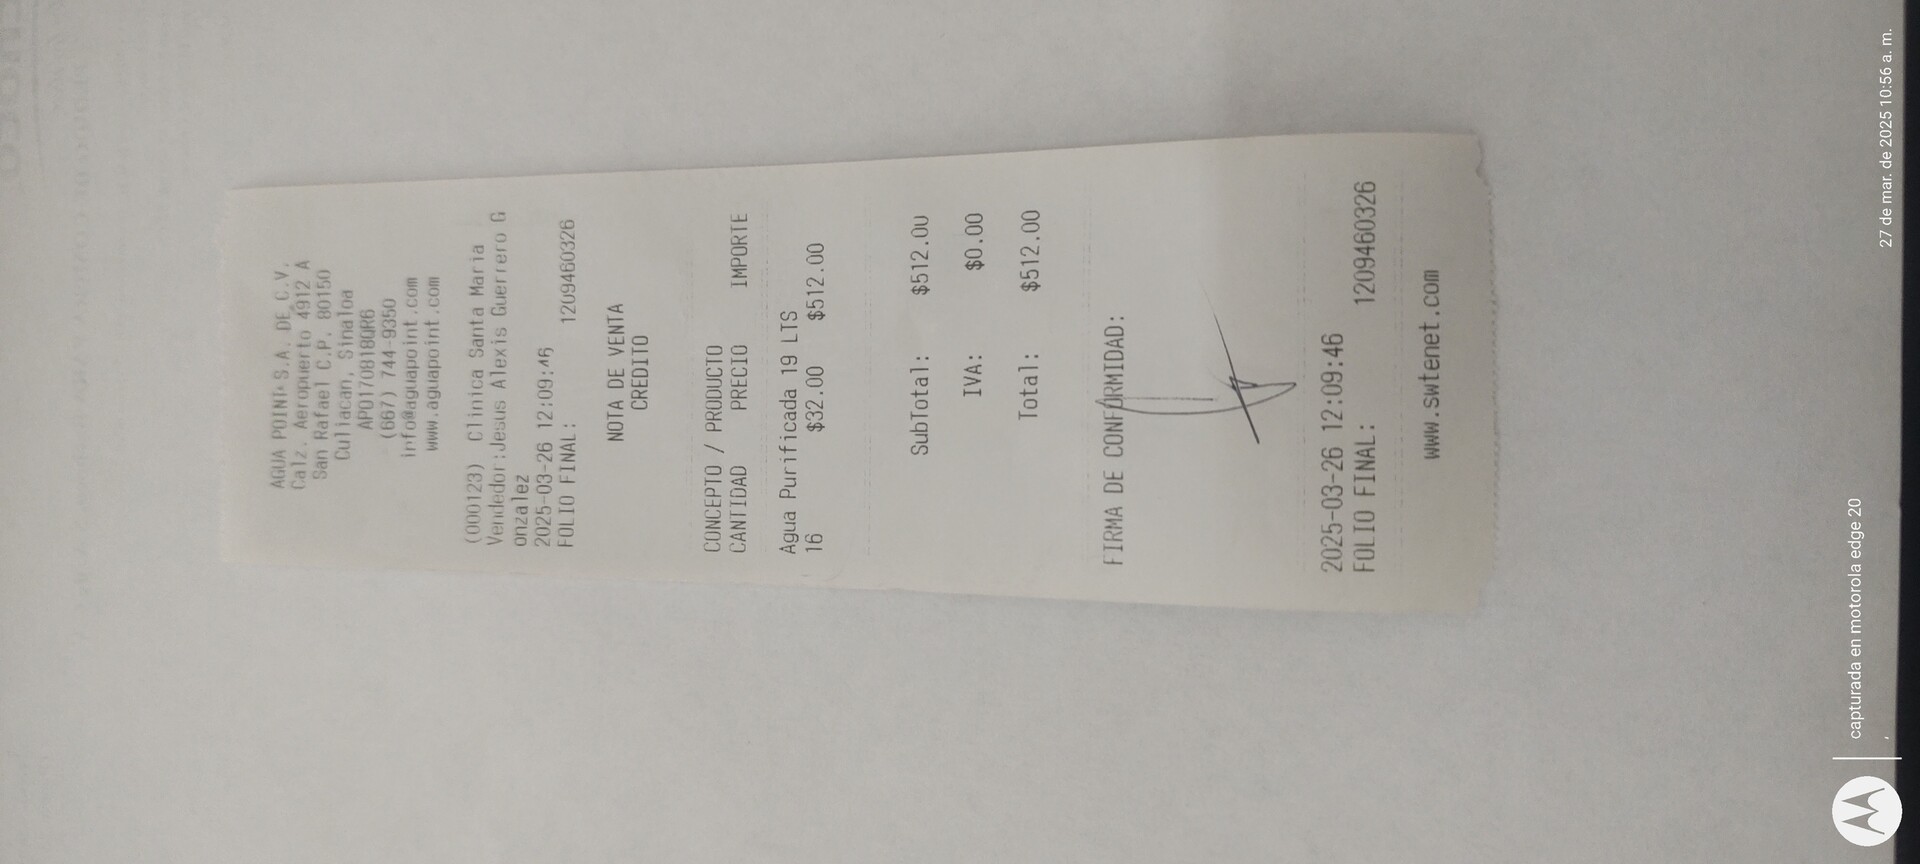 AGUA POINT S.A. DE C.V.
Calz. Aeropuerto 4912 A
San Rafael C.P. 80150
Culiacan, Sinaloa
APO170818QR6
(667) 744-9350
info@aguapoint.com
www.aguapoint.com
(000123) Clinica Santa Maria
Vendedor:Jesus Alexis Guerrero G
onzalez
2025-03-26 12:09:46
FOLIO FINAL: 1209460326
NOTA DE VENTA
CREDITO
CONCEPTO / PRODUCTO
CANTIDAD PRECIO IMPORTE
Agua Purificada 19 LTS
16 $32.00 $512.00
SubTotal: $512.00
IVA: $0.00
Total: $512.00
FIRMA DE CONFORMIDAD:
2025-03-26 12:09:46
FOLIO FINAL: 1209460326
www.swtenet.com
capturada en motorola edge 20
27 de mar. de 2025 10:56 a. m.